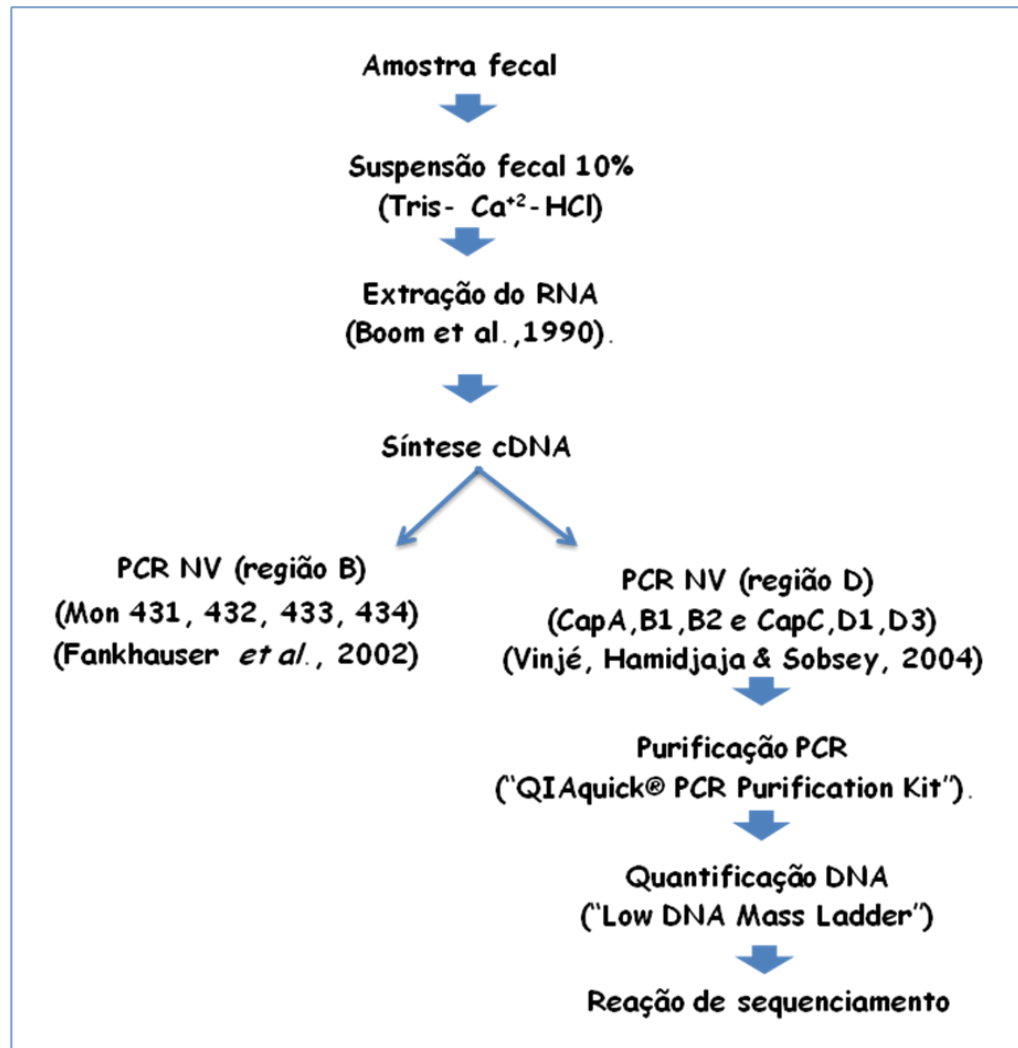 Amostra fecal
Suspensão fecal 10%
(Tris- Ca⁺²-HCl)
Extração do RNA
(Boom et al.,1990).
Síntese cDNA
PCR NV (região B)
(Mon 431, 432, 433, 434)
(Fankhauser et al., 2002)
PCR NV (região D)
(CapA,B1,B2 e CapC,D1,D3)
(Vinjé, Hamidjaja & Sobsey, 2004)
Purificação PCR
("QIAquick® PCR Purification Kit").
Quantificação DNA
("Low DNA Mass Ladder")
Reação de sequenciamento